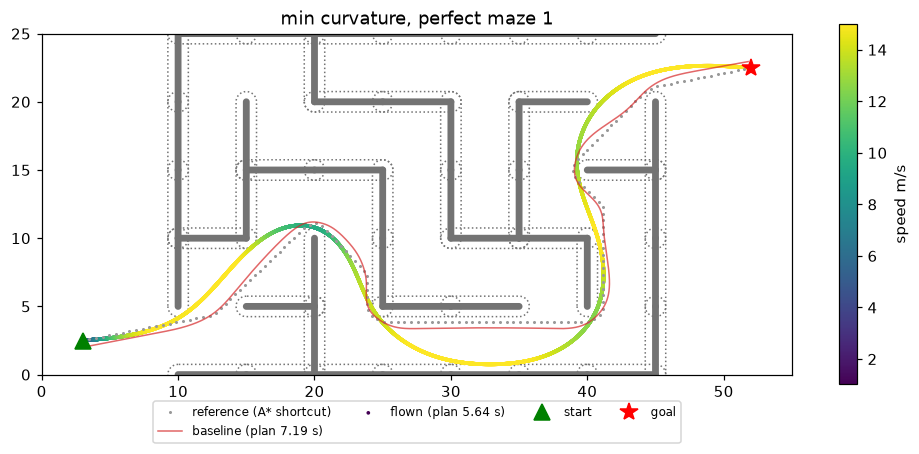 min curvature, perfect maze 1
25
20
15
10
5
0
0 10 20 30 40 50
14
12
10
8
6
4
2
speed m/s
reference (A* shortcut) flown (plan 5.64 s) start goal
baseline (plan 7.19 s)